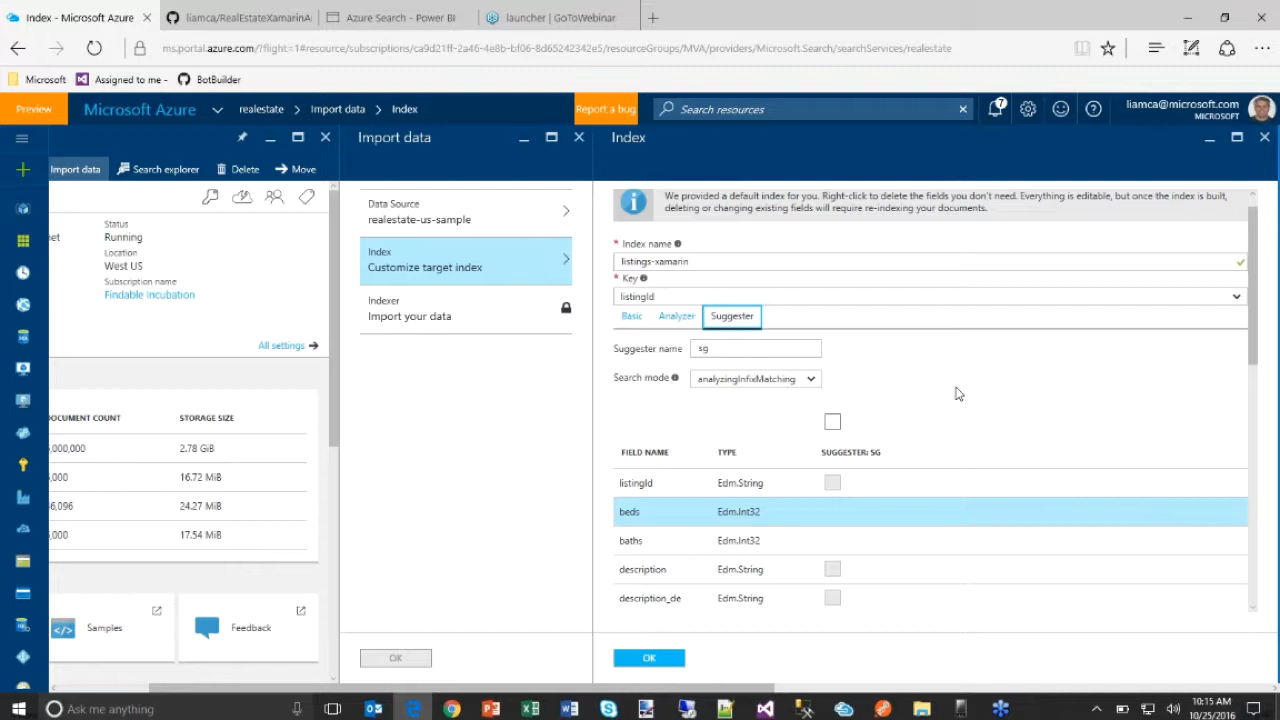 Index - Microsoft Azure
liamca/RealEstateXamarinA
Azure Search - Power BI
launcher | GoToWebinar
ms.portal.azure.com/?flight=1#resource/subscriptions/ca9d21ff-2a46-4e8b-bf06-8d65242342e5/resourceGroups/MVA/providers/Microsoft.Search/searchServices/realestate
Microsoft
Assigned to me -
BotBuilder
Preview
Microsoft Azure
realestate > Import data > Index
Report a bug
Search resources
7
liamca@microsoft.com
MICROSOFT
Import data
Search explorer
Delete
Move
Status
Running
Location
West US
Subscription name
Findable Incubation
All settings
DOCUMENT COUNT
STORAGE SIZE
,000,000
2.78 GiB
,000
16.72 MiB
6,096
24.27 MiB
,000
17.54 MiB
Samples
Feedback
Import data
Data Source
realestate-us-sample
Index
Customize target index
Indexer
Import your data
OK
Index
We provided a default index for you. Right-click to delete the fields you don't need. Everything is editable, but once the index is built,
deleting or changing existing fields will require re-indexing your documents.
* Index name
listings-xamarin
* Key
listingId
Basic
Analyzer
Suggester
Suggester name
sg
Search mode
analyzingInfixMatching
FIELD NAME
TYPE
SUGGESTER: SG
listingId
Edm.String
beds
Edm.Int32
baths
Edm.Int32
description
Edm.String
description_de
Edm.String
OK
Ask me anything
10:15 AM
10/25/2016